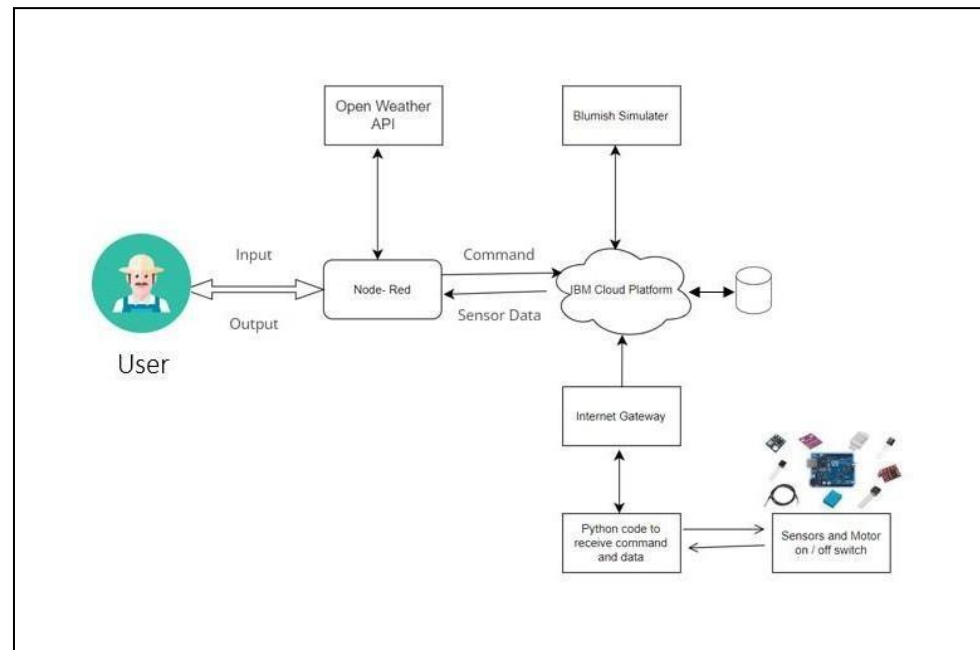 Open Weather
API
Blumish Simulater
Input
Command
Node- Red
IBM Cloud Platform
Output
Sensor Data
User
Internet Gateway
Python code to
receive command
and data
Sensors and Motor
on / off switch